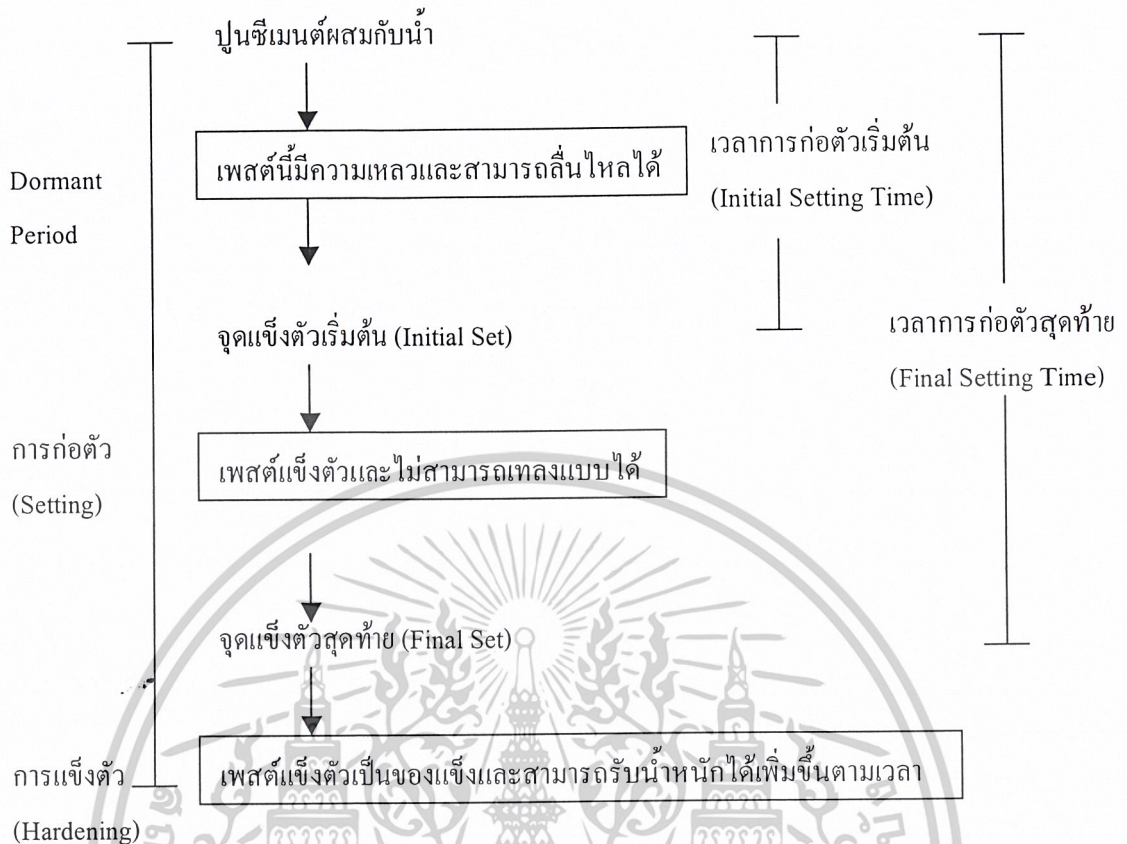 ปูนซีเมนต์ผสมกับน้ำ
เพสต์นี้มีความเหลวและสามารถลื่นไหลได้
Dormant
Period
เวลาการก่อตัวเริ่มต้น
(Initial Setting Time)
จุดแข็งตัวเริ่มต้น (Initial Set)
เวลาการก่อตัวสุดท้าย
(Final Setting Time)
การก่อตัว
(Setting)
เพสต์แข็งตัวและไม่สามารถเทลงแบบได้
จุดแข็งตัวสุดท้าย (Final Set)
การแข็งตัว
(Hardening)
เพสต์แข็งตัวเป็นของแข็งและสามารถรับน้ำหนักได้เพิ่มขึ้นตามเวลา